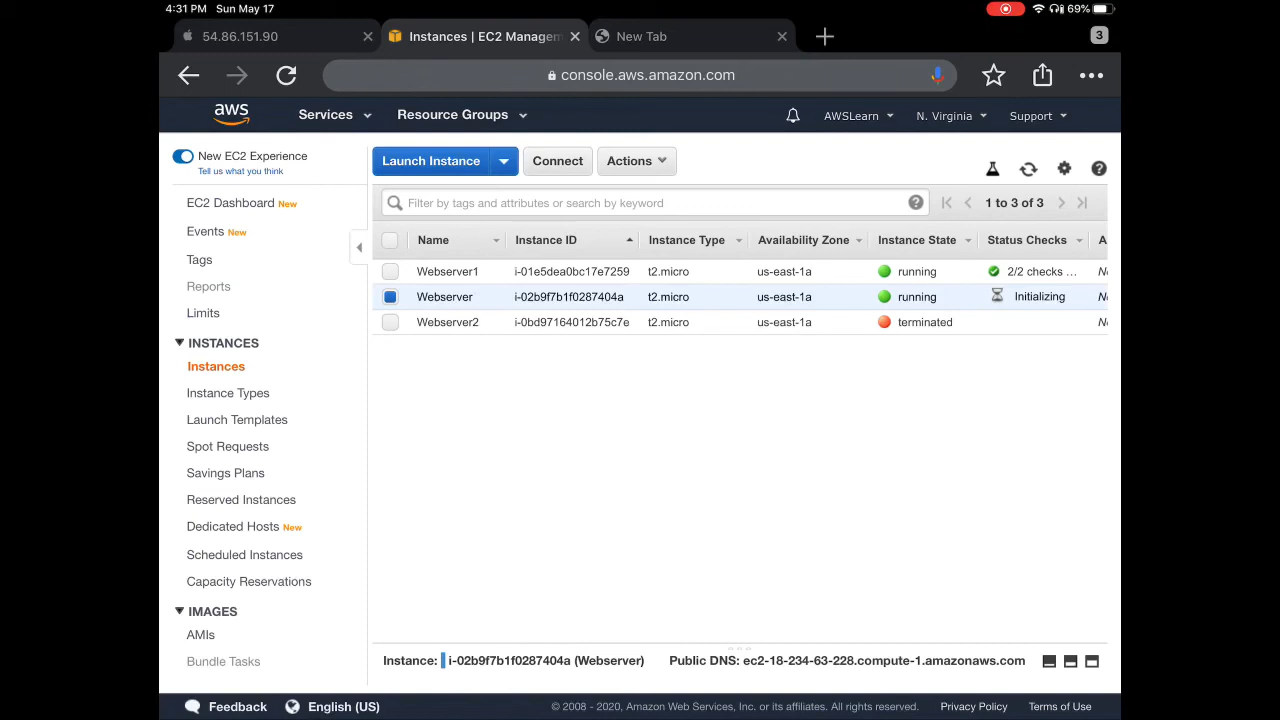 4:31 PM Sun May 17
69%
54.86.151.90
Instances | EC2 Managem
New Tab
3
console.aws.amazon.com
aws
Services
Resource Groups
AWSLearn
N. Virginia
Support
New EC2 Experience
Tell us what you think
EC2 Dashboard New
Events New
Tags
Reports
Limits
INSTANCES
Instances
Instance Types
Launch Templates
Spot Requests
Savings Plans
Reserved Instances
Dedicated Hosts New
Scheduled Instances
Capacity Reservations
IMAGES
AMIs
Bundle Tasks
Launch Instance
Connect
Actions
Filter by tags and attributes or search by keyword
1 to 3 of 3
Name Instance ID Instance Type Availability Zone Instance State Status Checks A
Webserver1 i-01e5dea0bc17e7259 t2.micro us-east-1a running 2/2 checks ...
Webserver i-02b9f7b1f0287404a t2.micro us-east-1a running Initializing
Webserver2 i-0bd97164012b75c7e t2.micro us-east-1a terminated
Instance: i-02b9f7b1f0287404a (Webserver) Public DNS: ec2-18-234-63-228.compute-1.amazonaws.com
Feedback
English (US)
© 2008 - 2020, Amazon Web Services, Inc. or its affiliates. All rights reserved.
Privacy Policy
Terms of Use